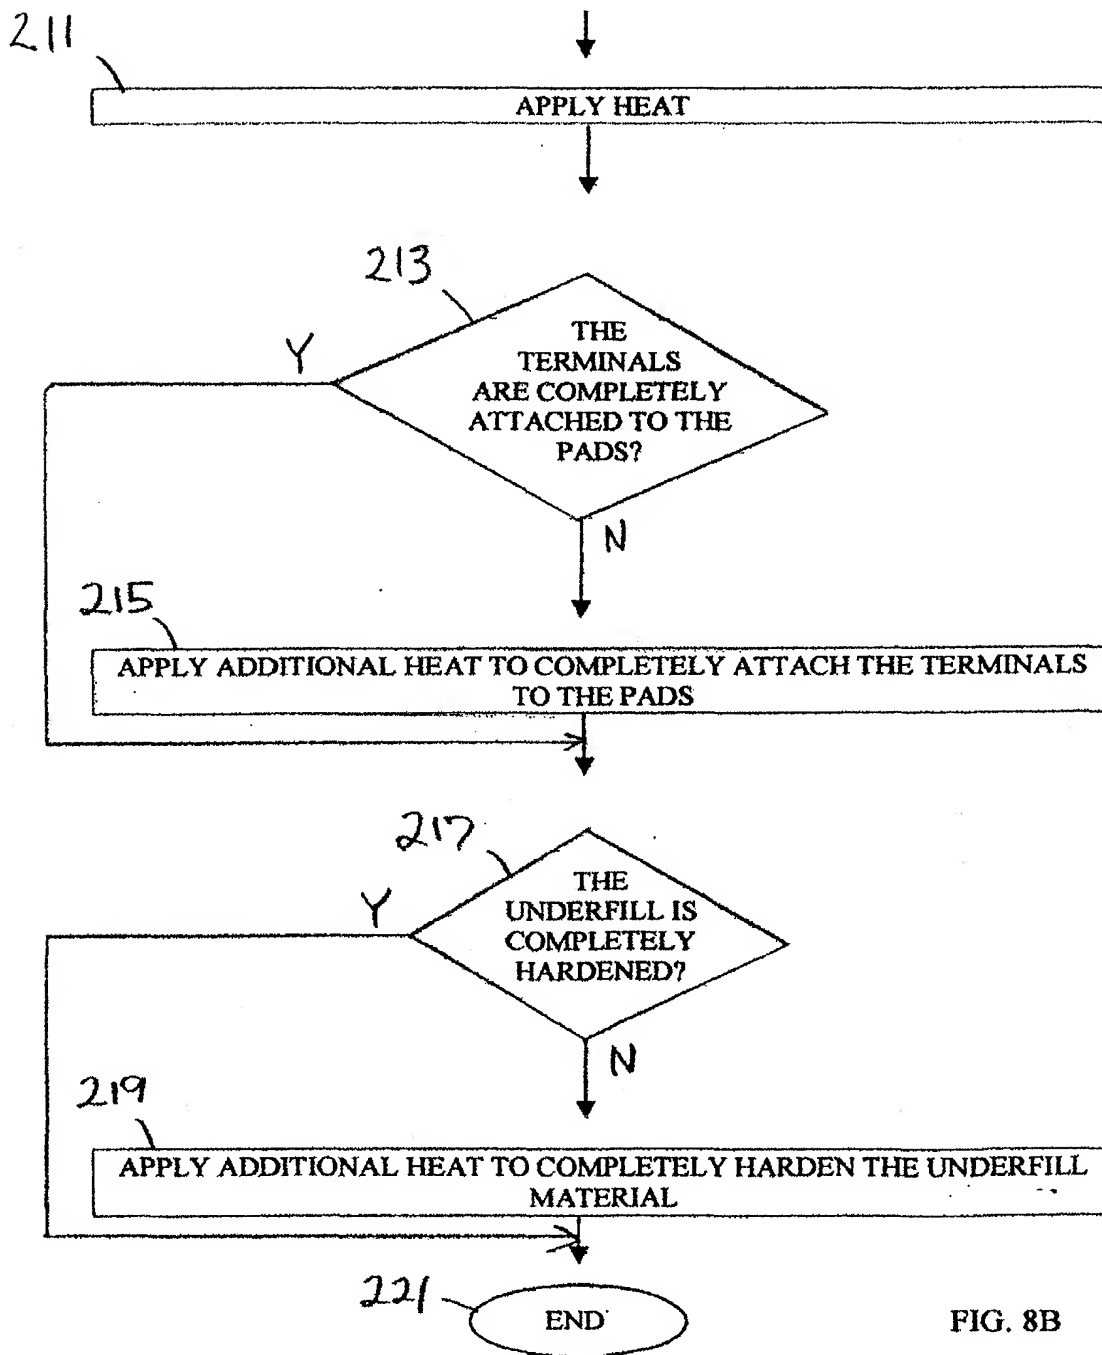 211
APPLY HEAT
213
Y
THE
TERMINALS
ARE COMPLETELY
ATTACHED TO THE
PADS?
N
215
APPLY ADDITIONAL HEAT TO COMPLETELY ATTACH THE TERMINALS
TO THE PADS
217
Y
THE
UNDERFILL IS
COMPLETELY
HARDENED?
N
219
APPLY ADDITIONAL HEAT TO COMPLETELY HARDEN THE UNDERFILL
MATERIAL
221
END
FIG. 8B